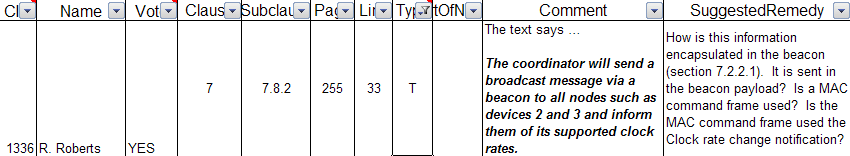 Cl Name Vot Claus Subclau Pag Lin Typ rtOfN Comment SuggestedRemedy
1336 R. Roberts YES 7 7.8.2 255 33 T
The text says ...
The coordinator will send a
broadcast message via a
beacon to all nodes such as
devices 2 and 3 and inform
them of its supported clock
rates.
How is this information
encapsulated in the beacon
(section 7.2.2.1). It is sent in
the beacon payload? Is a MAC
command frame used? Is the
MAC command frame used the
Clock rate change notification?